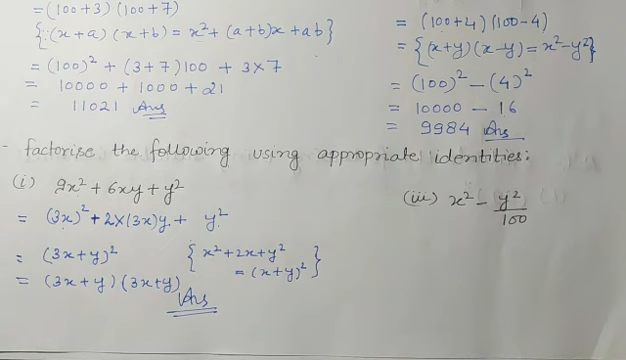 =(100+3)(100+7)
{∵(x+a)(x+b) = x²+(a+b)x+ab}
=(100)² + (3+7)100 + 3×7
= 10000 + 1000 + 21
= 11021 Ans
= (100+4)(100-4)
= {(x+y)(x-y)=x²-y²}
= (100)² - (4)²
= 10000 - 16
= 9984 Ans
- factorise the following using appropriate identities:
(i) 9x² + 6xy + y²
= (3x)² + 2×(3x)y + y²
= (3x+y)² {x²+2x+y²
= (x+y)²}
= (3x+y)(3x+y)
Ans
(iii) x² - y²/100